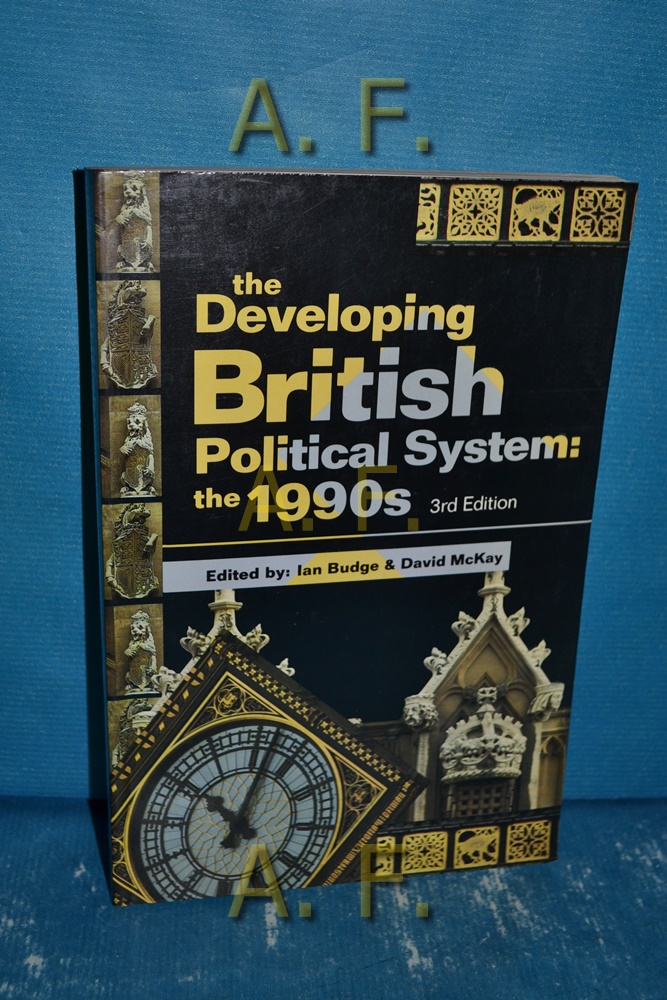 A. F.
the
Developing
British
Political System:
the 1990s 3rd Edition
A. F.
Edited by: Ian Budge & David McKay
A. F.